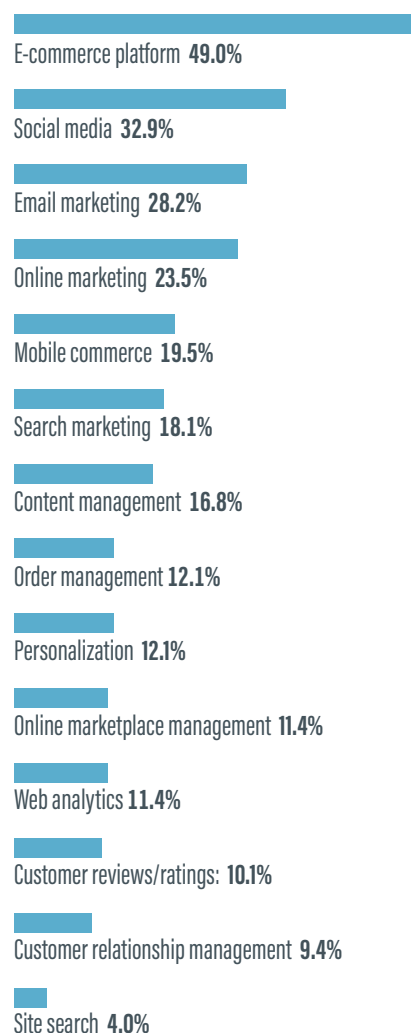 E-commerce platform 49.0%
Social media 32.9%
Email marketing 28.2%
Online marketing 23.5%
Mobile commerce 19.5%
Search marketing 18.1%
Content management 16.8%
Order management 12.1%
Personalization 12.1%
Online marketplace management 11.4%
Web analytics 11.4%
Customer reviews/ratings: 10.1%
Customer relationship management 9.4%
Site search 4.0%